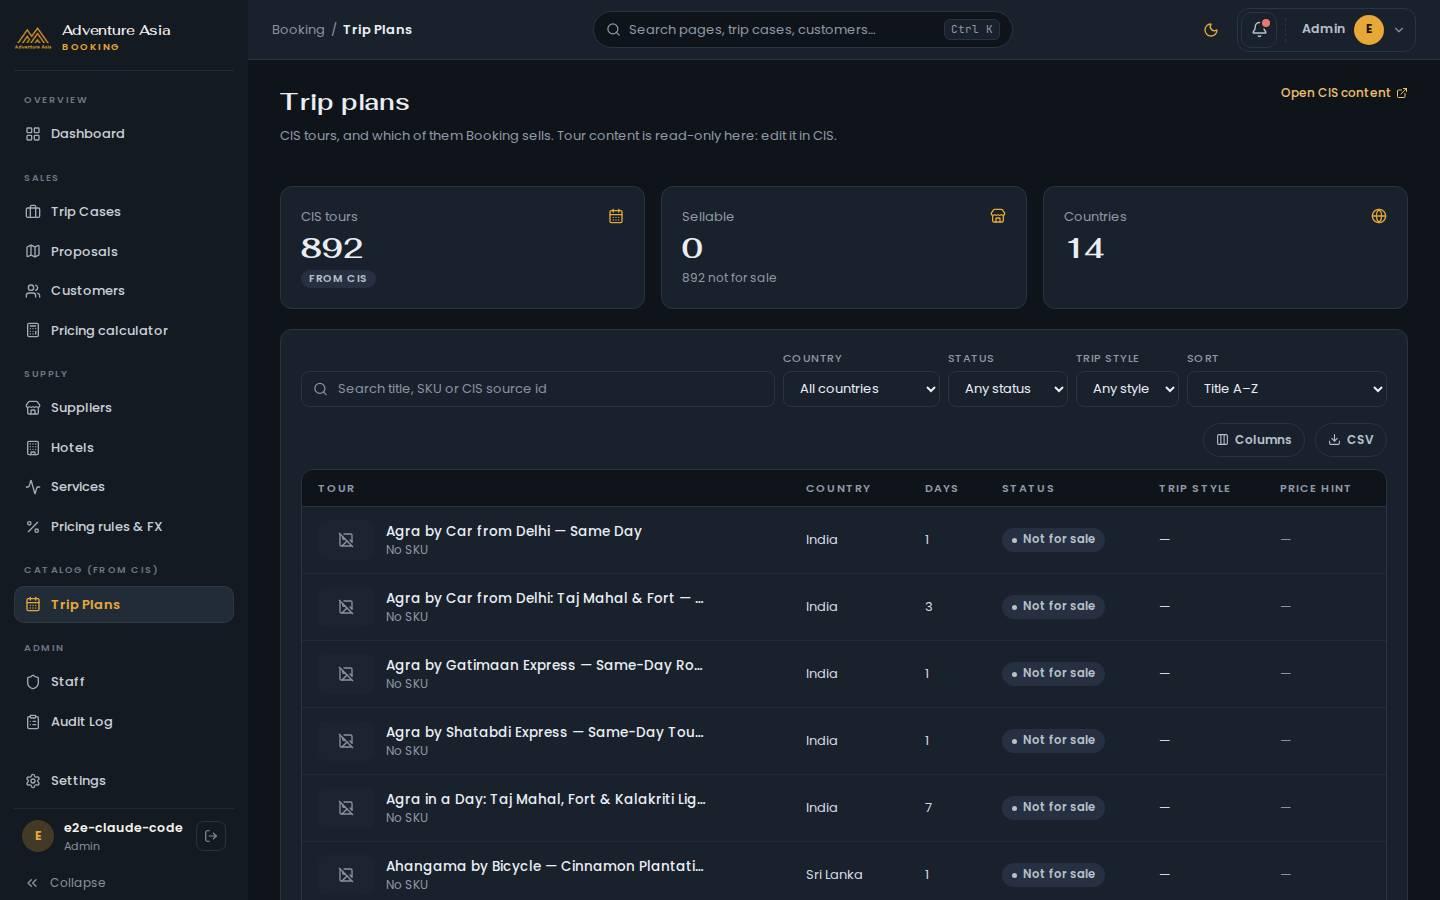 Adventure Asia
BOOKING
Adventure Asia
Booking / Trip Plans
Search pages, trip cases, customers...
Ctrl K
Admin
E
OVERVIEW
Dashboard
SALES
Trip Cases
Proposals
Customers
Pricing calculator
SUPPLY
Suppliers
Hotels
Services
Pricing rules & FX
CATALOG (FROM CIS)
Trip Plans
ADMIN
Staff
Audit Log
Settings
E
e2e-claude-code
Admin
Collapse
Trip plans
Open CIS content
CIS tours, and which of them Booking sells. Tour content is read-only here: edit it in CIS.
CIS tours
892
FROM CIS
Sellable
0
892 not for sale
Countries
14
COUNTRY STATUS TRIP STYLE SORT
Search title, SKU or CIS source id All countries Any status Any style Title A–Z
Columns CSV
TOUR COUNTRY DAYS STATUS TRIP STYLE PRICE HINT
Agra by Car from Delhi — Same Day
No SKU
India 1 Not for sale — —
Agra by Car from Delhi: Taj Mahal & Fort — ...
No SKU
India 3 Not for sale — —
Agra by Gatimaan Express — Same-Day Ro...
No SKU
India 1 Not for sale — —
Agra by Shatabdi Express — Same-Day Tou...
No SKU
India 1 Not for sale — —
Agra in a Day: Taj Mahal, Fort & Kalakriti Lig...
No SKU
India 7 Not for sale — —
Ahangama by Bicycle — Cinnamon Plantati...
No SKU
Sri Lanka 1 Not for sale — —